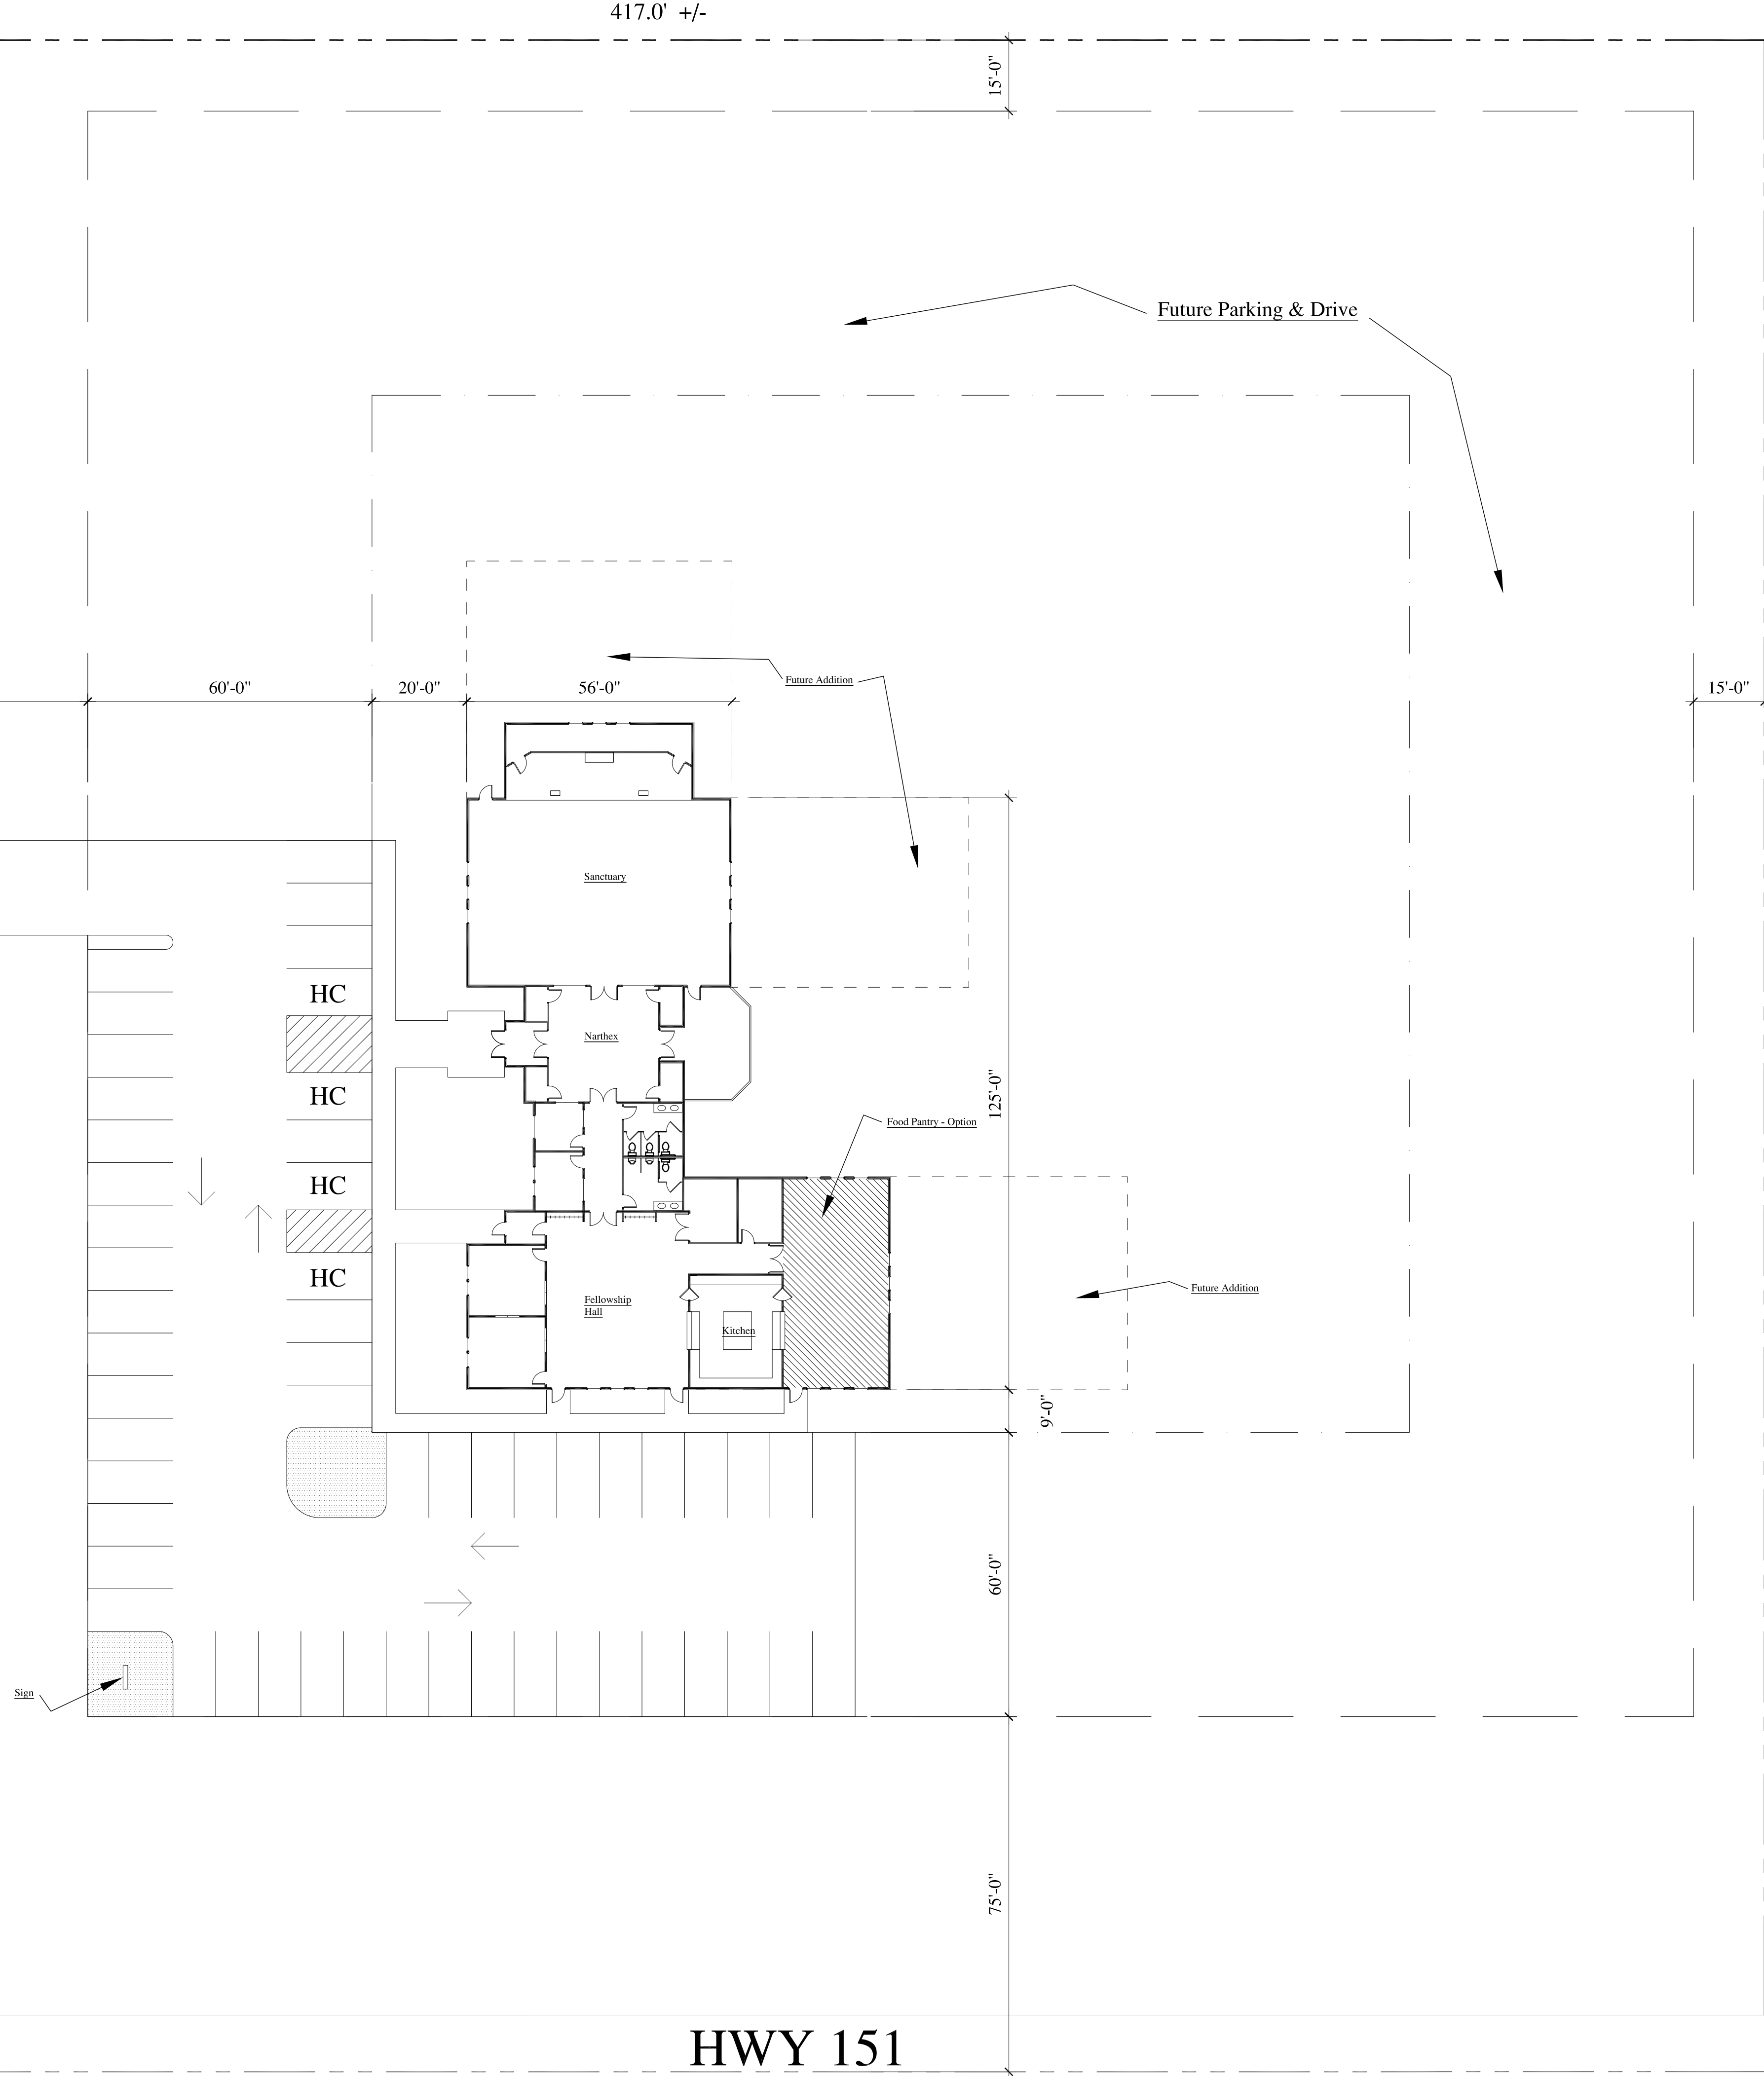 417.0' +/-
15'-0"
Future Parking & Drive
Future Addition
60'-0"
20'-0"
56'-0"
15'-0"
Sanctuary
HC
Narthex
HC
125'-0"
Food Pantry - Option
HC
HC
Fellowship
Hall
Kitchen
Future Addition
9'-0"
60'-0"
Sign
75'-0"
HWY 151